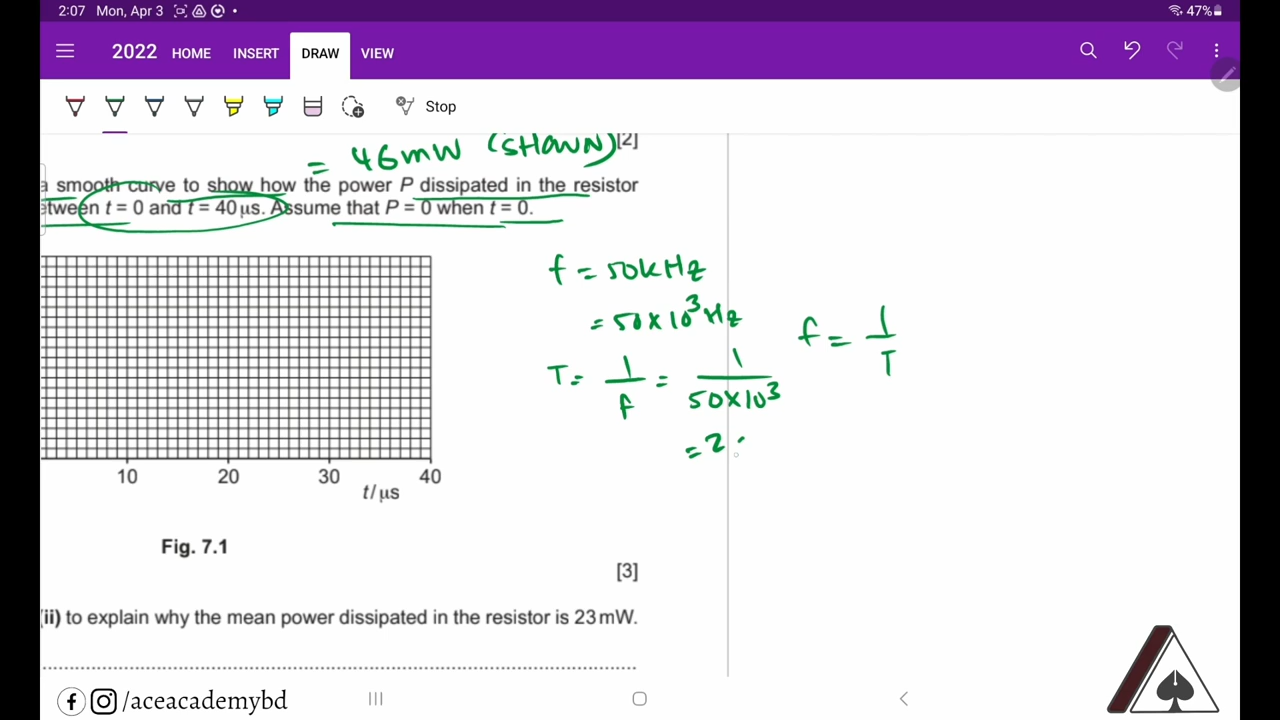 2:07 Mon, Apr 3
47%
2022 HOME INSERT DRAW VIEW
Stop
= 46mW (SHOWN) [2]
a smooth curve to show how the power P dissipated in the resistor
etween t = 0 and t = 40 μs. Assume that P = 0 when t = 0.
f = 50kHz
= 50×10³Hz
f = 1/T
T = 1/f = 1/50×10³
= 2.
10 20 30 40
t/μs
Fig. 7.1
[3]
(ii) to explain why the mean power dissipated in the resistor is 23 mW.
/aceacademybd